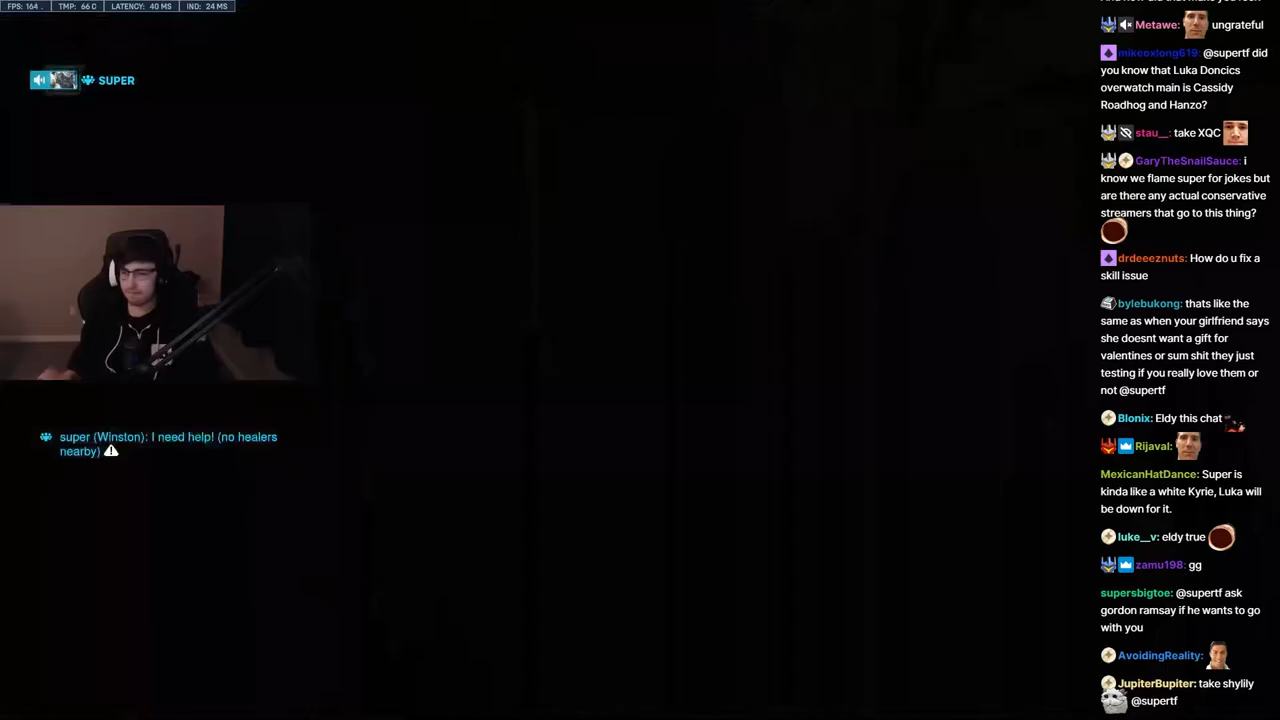 FPS: 164 . TMP: 66 C LATENCY: 40 MS IND: 24 MS
SUPER
super (Winston): I need help! (no healers
nearby)
Metawe: ungrateful
mikeoxlong619: @supertf did
you know that Luka Doncics
overwatch main is Cassidy
Roadhog and Hanzo?
stau__: take XQC
GaryTheSnailSauce: i
know we flame super for jokes but
are there any actual conservative
streamers that go to this thing?
drdeeeznuts: How do u fix a
skill issue
bylebukong: thats like the
same as when your girlfriend says
she doesnt want a gift for
valentines or sum shit they just
testing if you really love them or
not @supertf
Blonix: Eldy this chat
Rijaval:
MexicanHatDance: Super is
kinda like a white Kyrie, Luka will
be down for it.
luke__v: eldy true
zamu198: gg
supersbigtoe: @supertf ask
gordon ramsay if he wants to go
with you
AvoidingReality:
JupiterBupiter: take shylily
@supertf